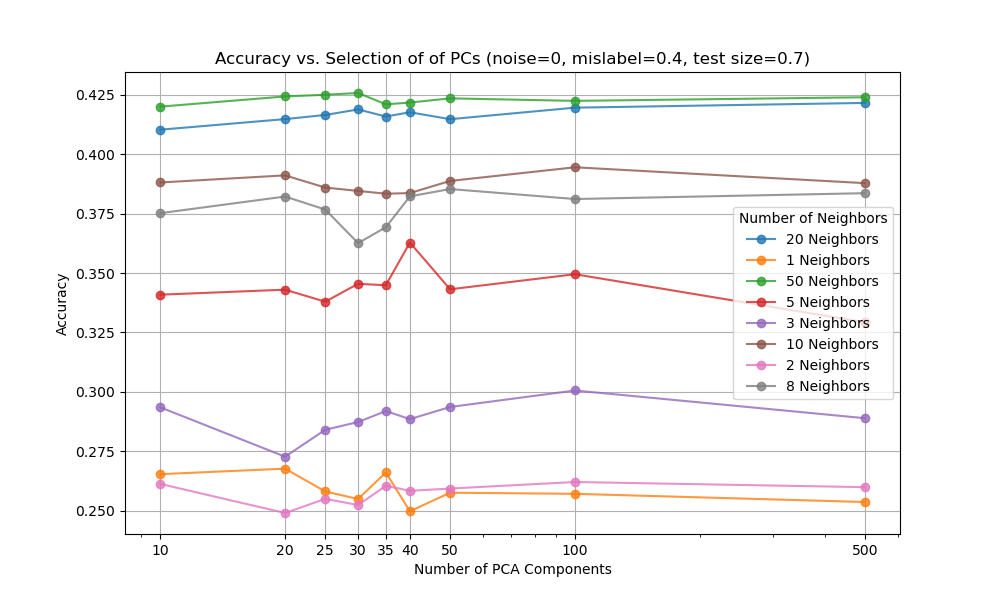 Accuracy vs. Selection of of PCs (noise=0, mislabel=0.4, test size=0.7)
Accuracy
0.425
0.400
0.375
0.350
0.325
0.300
0.275
0.250
Number of Neighbors
20 Neighbors
1 Neighbors
50 Neighbors
5 Neighbors
3 Neighbors
10 Neighbors
2 Neighbors
8 Neighbors
10 20 25 30 35 40 50 100 500
Number of PCA Components